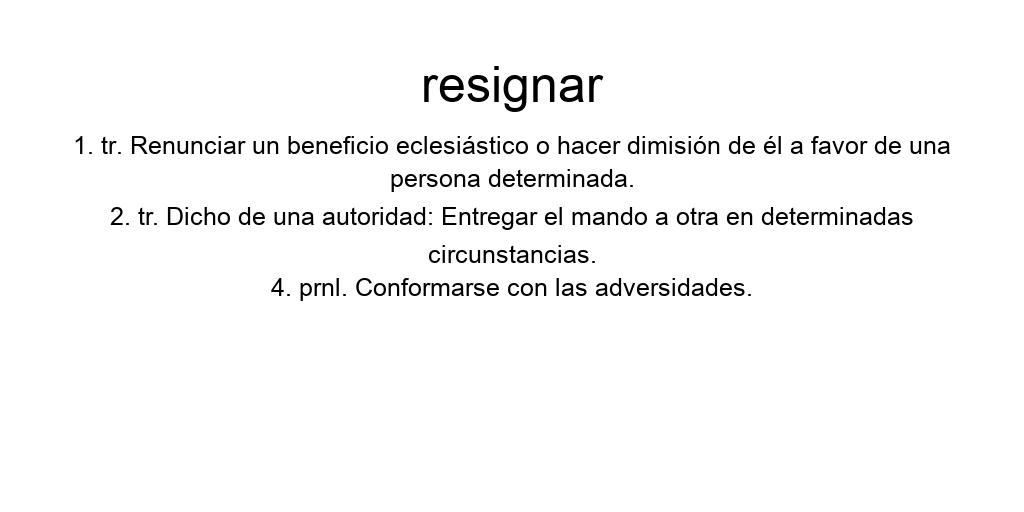 resignar
1. tr. Renunciar un beneficio eclesiástico o hacer dimisión de él a favor de una
persona determinada.
2. tr. Dicho de una autoridad: Entregar el mando a otra en determinadas
circunstancias.
4. prnl. Conformarse con las adversidades.